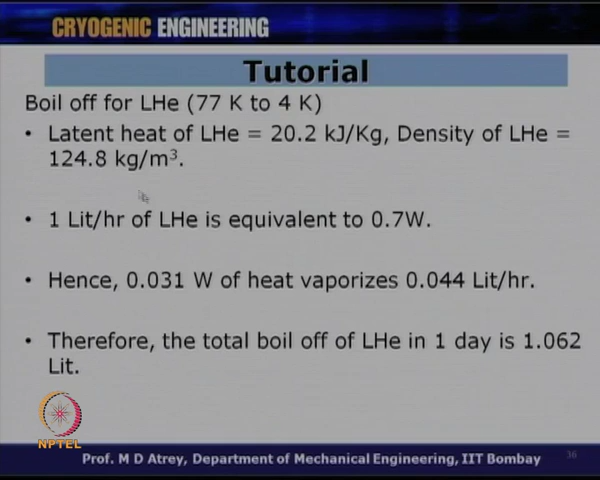 CRYOGENIC ENGINEERING
Tutorial
Boil off for LHe (77 K to 4 K)
• Latent heat of LHe = 20.2 kJ/Kg, Density of LHe =
124.8 kg/m³.
• 1 Lit/hr of LHe is equivalent to 0.7W.
• Hence, 0.031 W of heat vaporizes 0.044 Lit/hr.
• Therefore, the total boil off of LHe in 1 day is 1.062
Lit.
NPTEL
Prof. M D Atrey, Department of Mechanical Engineering, IIT Bombay
36